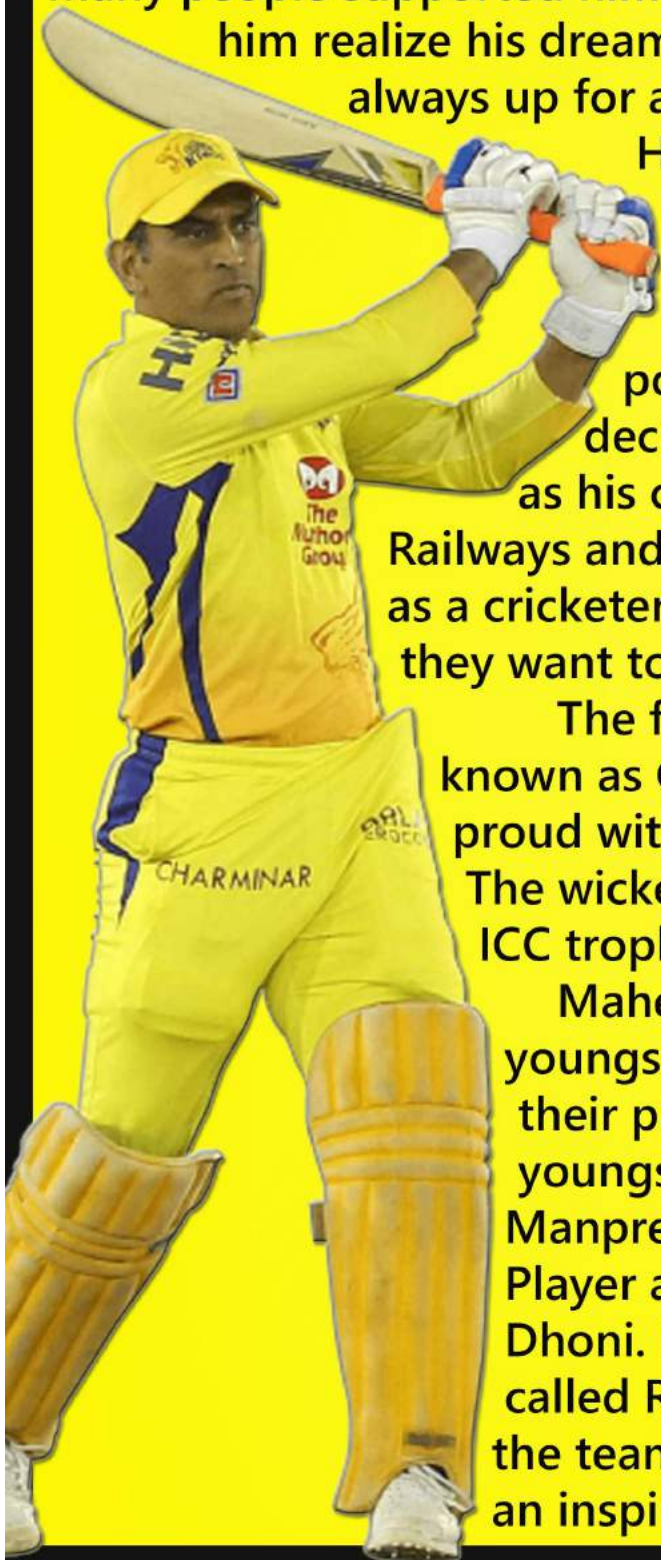 him realize his dream
always up for a
H
po
dec
as his c
Railways and
as a cricketer
they want to
The f
known as
proud wit
The wicke
ICC troph
Mahe
youngs
their p
youngs
Manpre
Player a
Dhoni.
called R
the team
an inspi
The
Muthoot
Group
CHARMINAR